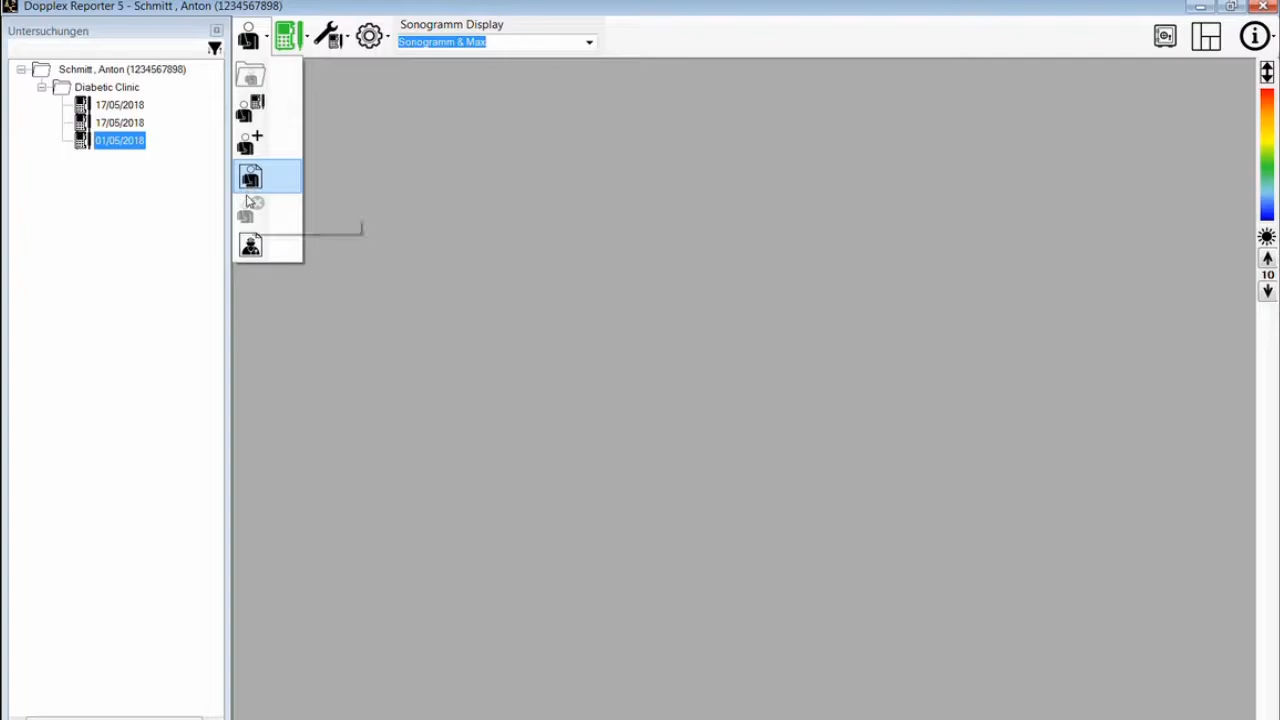 Dopplex Reporter 5 - Schmitt , Anton (1234567898)
Untersuchungen
Sonogramm Display
Sonogramm & Max
Schmitt , Anton (1234567898)
Diabetic Clinic
17/05/2018
17/05/2018
01/05/2018
10